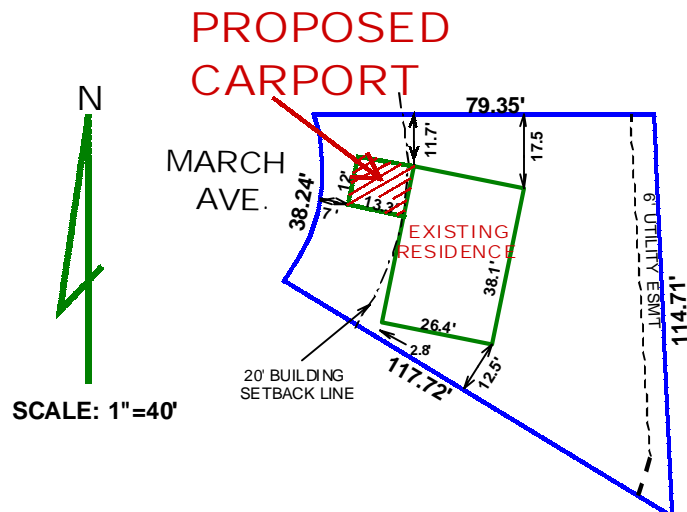 PROPOSED
CARPORT
N
79.35'
11.7'
17.5
MARCH
AVE.
38.24'
12'
13.3'
7'
EXISTING
RESIDENCE
6' UTILITY ESMT
114.71'
38.1'
26.4'
2.8'
12.5'
117.72'
20' BUILDING
SETBACK LINE
SCALE: 1"=40'